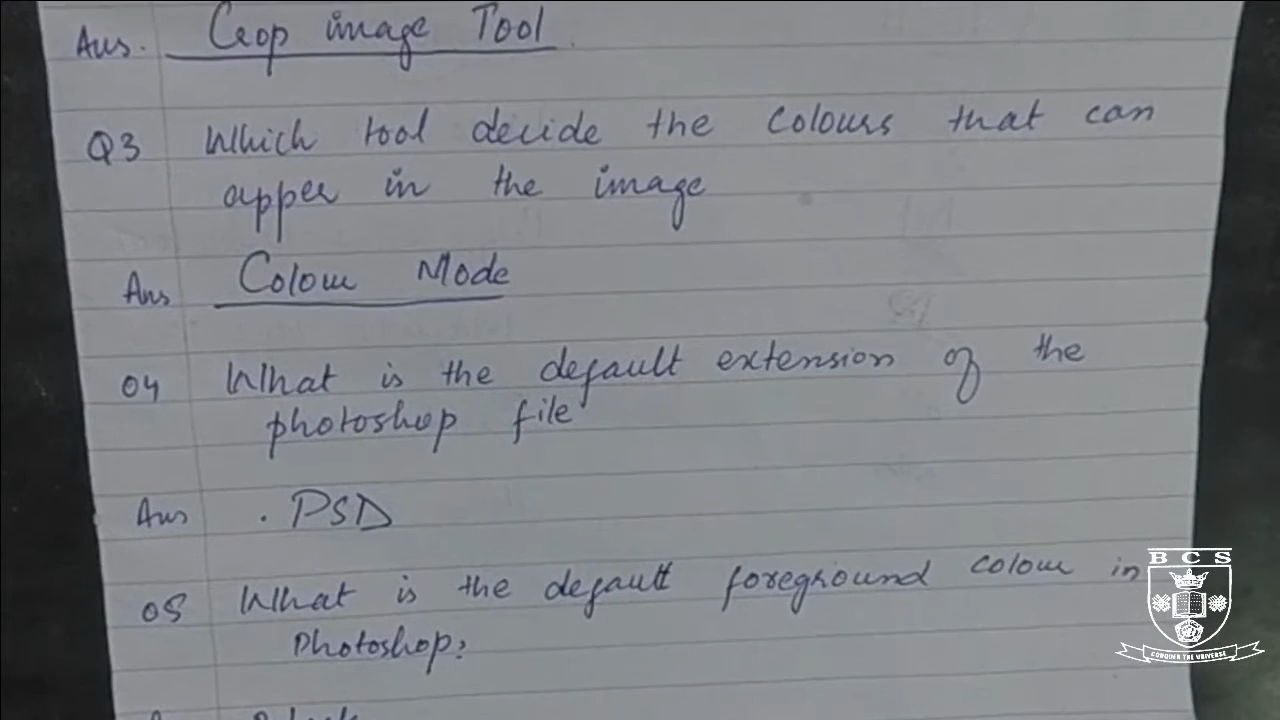 Ans. Crop image Tool
Q3 Which tool decide the colours that can
apper in the image
Ans Colour Mode
Q4 What is the default extension of the
photoshop file
Ans .PSD
Q5 What is the default foreground colour in
Photoshop?
BCS
CONQUER THE UNIVERSE